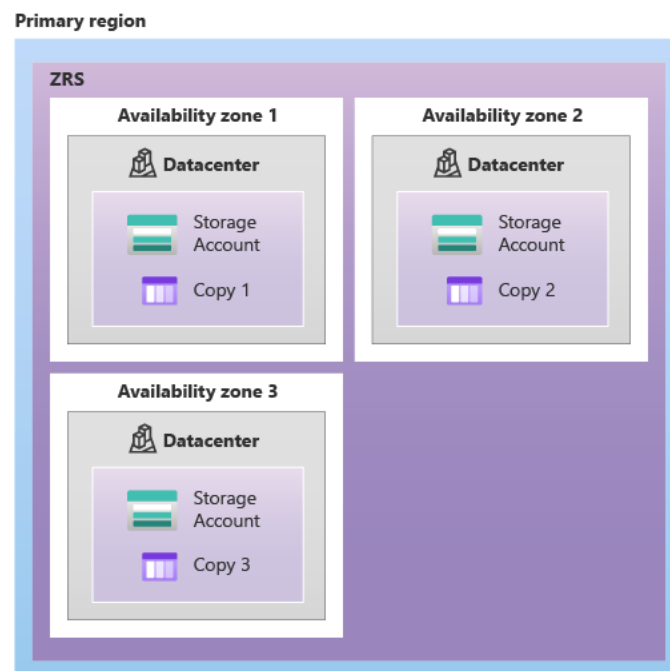 Primary region
ZRS
Availability zone 1
Datacenter
Storage
Account
Copy 1
Availability zone 2
Datacenter
Storage
Account
Copy 2
Availability zone 3
Datacenter
Storage
Account
Copy 3